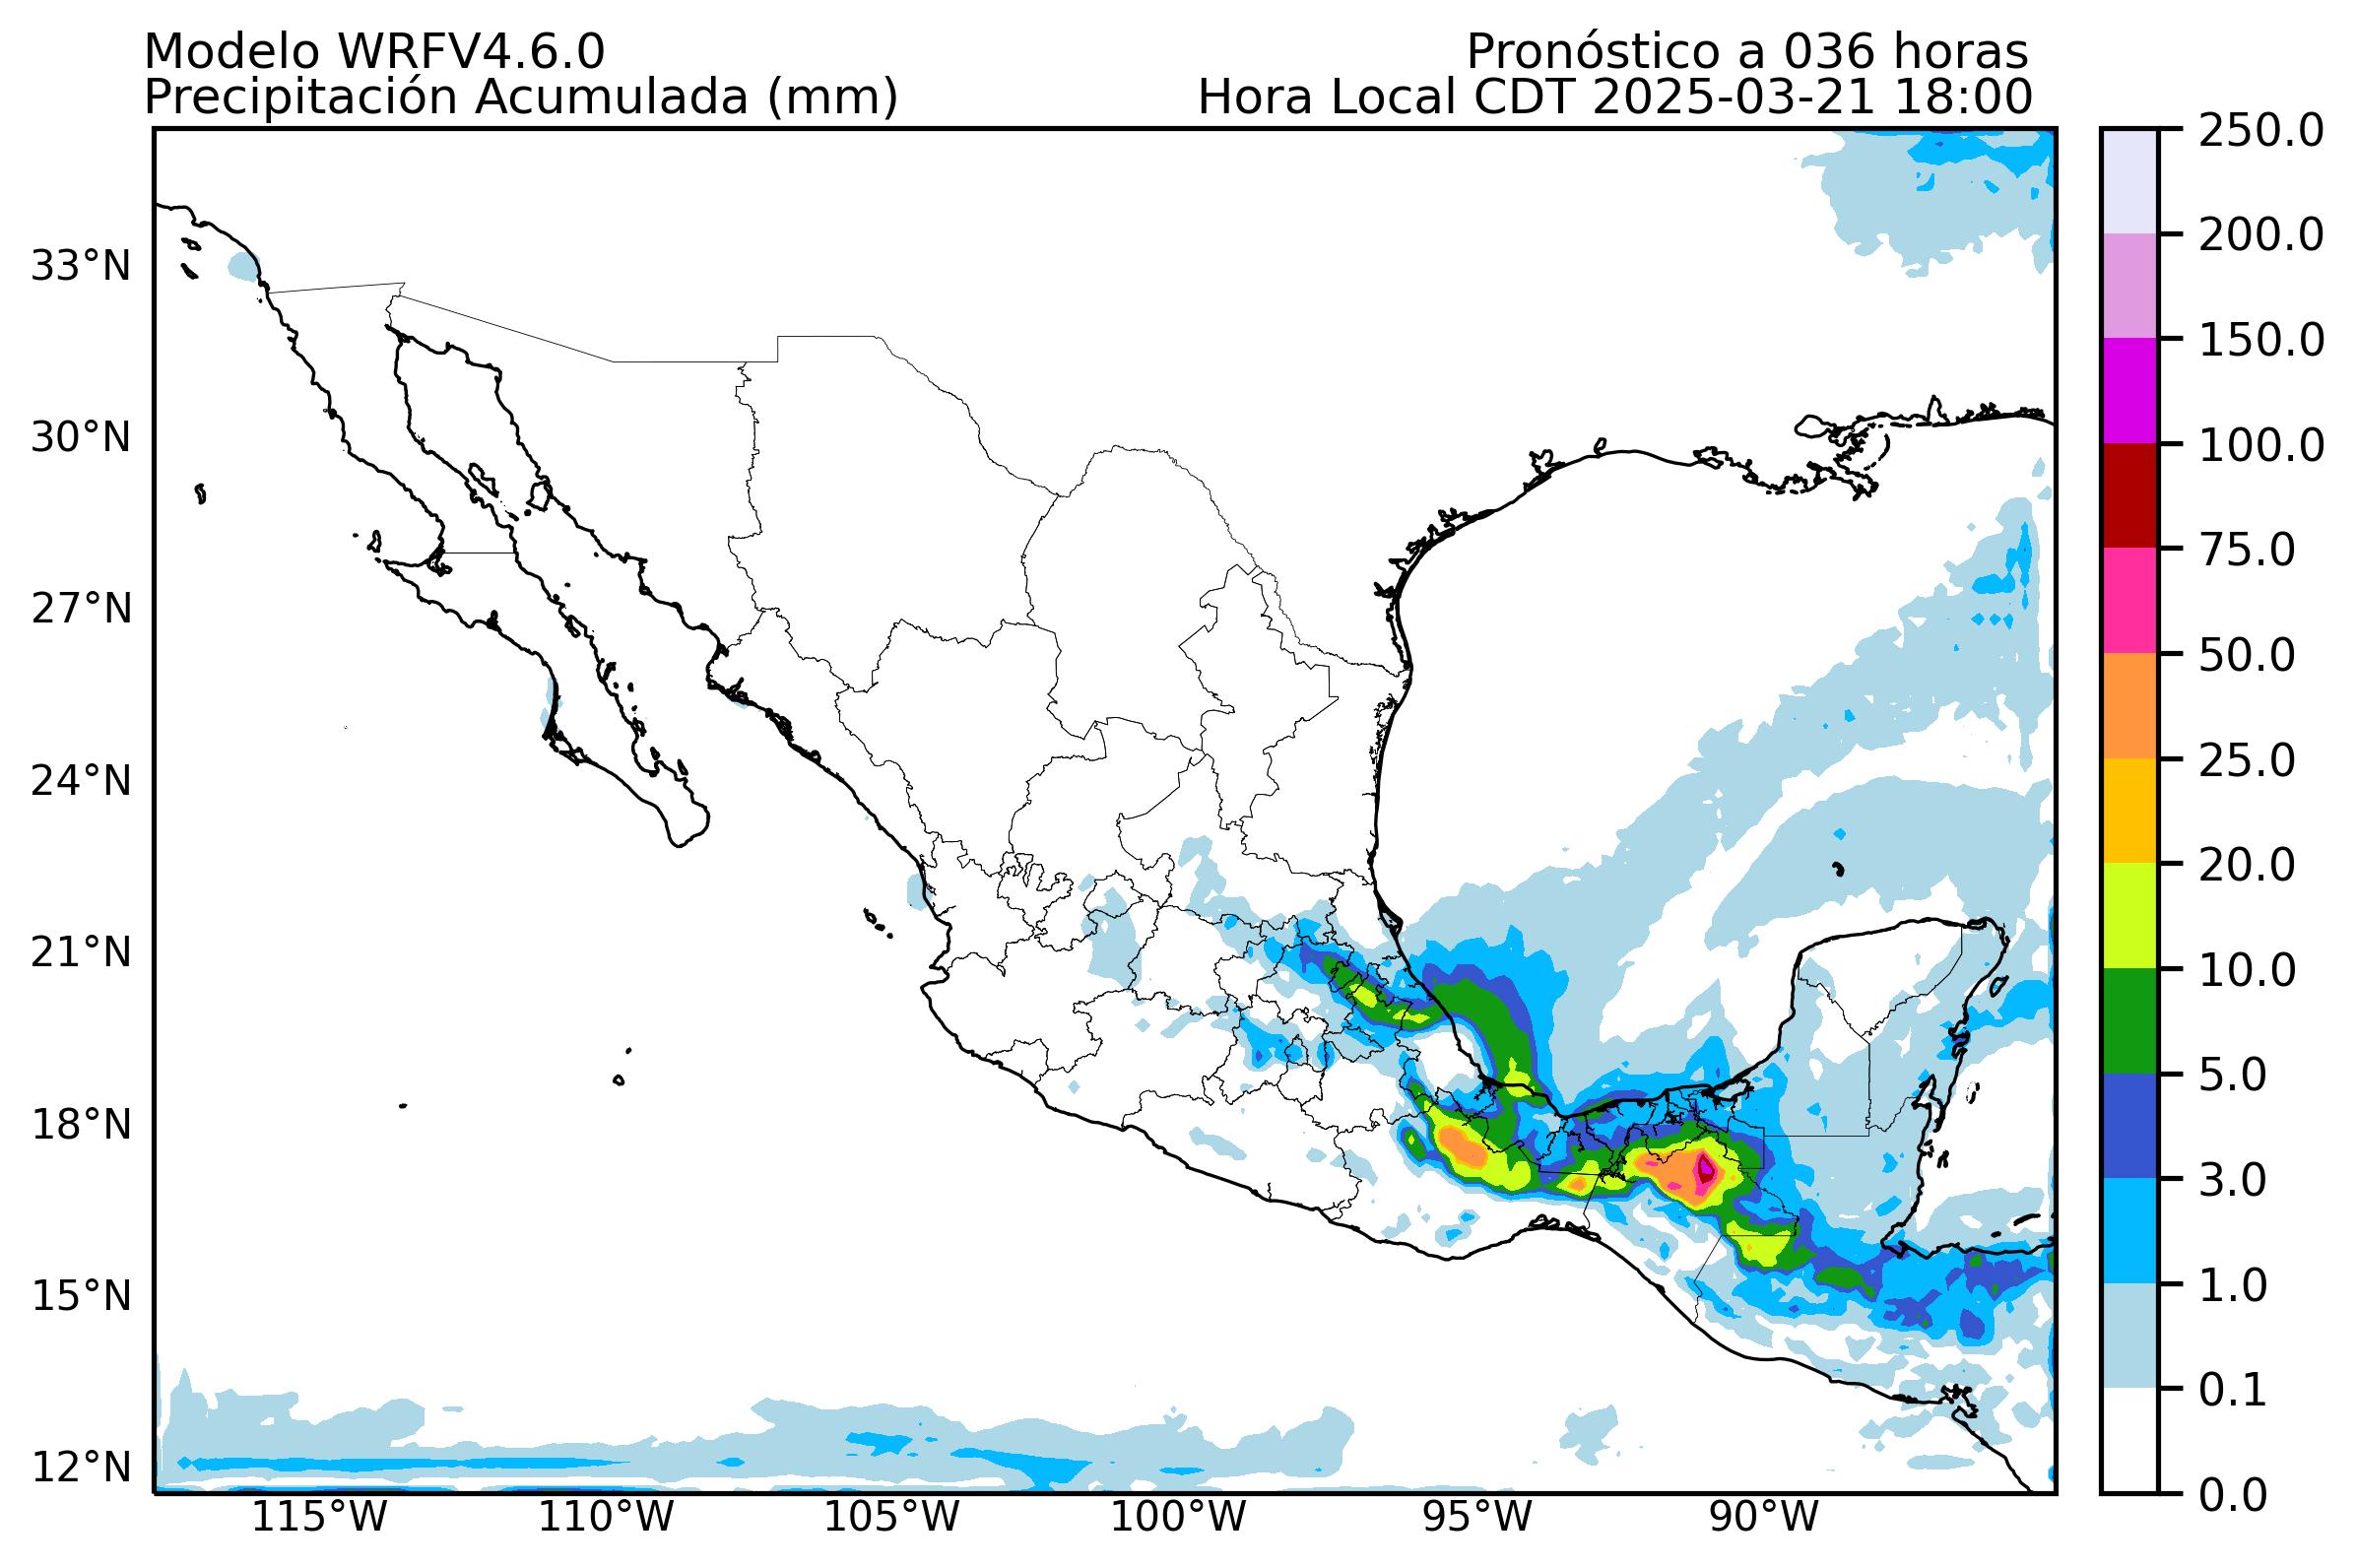 Modelo WRFV4.6.0
Pronóstico a 036 horas
Precipitación Acumulada (mm)
Hora Local CDT 2025-03-21 18:00
33°N
30°N
27°N
24°N
21°N
18°N
15°N
12°N
115°W
110°W
105°W
100°W
95°W
90°W
250.0
200.0
150.0
100.0
75.0
50.0
25.0
20.0
10.0
5.0
3.0
1.0
0.1
0.0